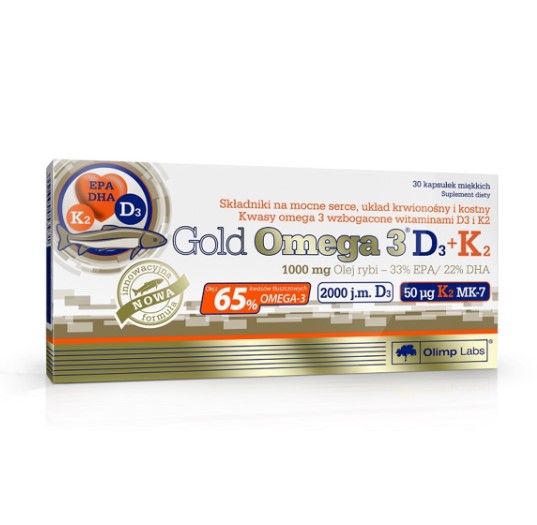 30 kapsułek miękkich
Suplement diety
EPA
DHA
K2
D3
Składniki na mocne serce, układ krwionośny i kostny
Kwasy omega 3 wzbogacone witaminami D3 i K2
Gold Omega 3® D3+K2
1000 mg Olej rybi – 33% EPA/ 22% DHA
innowacyjna
NOWA
formuła
65%
kwasów tłuszczowych
OMEGA-3
2000 j.m. D3
50 µg K2 MK-7
Olimp Labs®